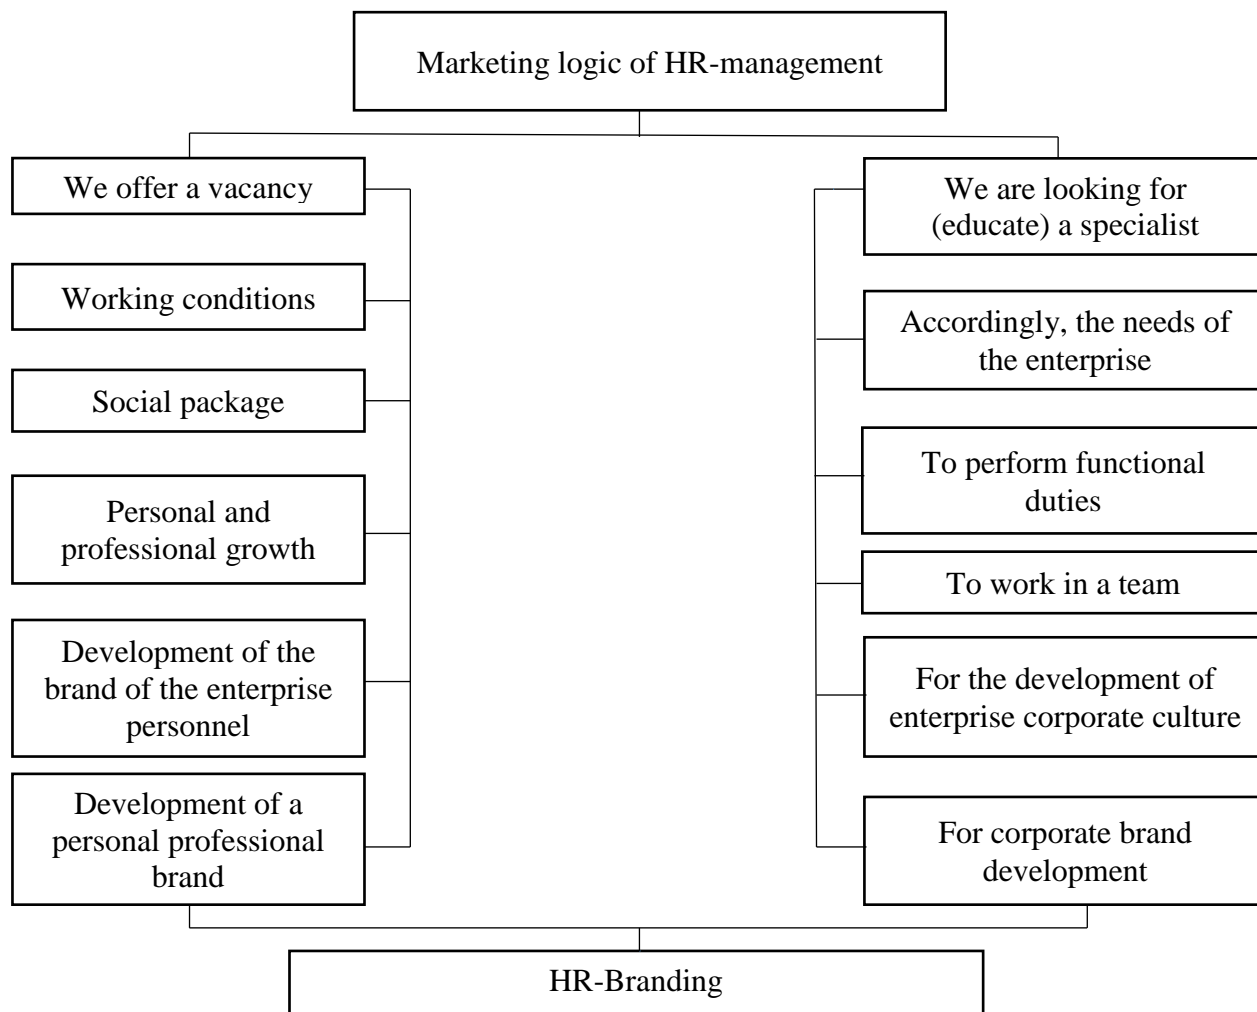 Marketing logic of HR-management
We offer a vacancy
Working conditions
Social package
Personal and
professional growth
Development of the
brand of the enterprise
personnel
Development of a
personal professional
brand
We are looking for
(educate) a specialist
Accordingly, the needs of
the enterprise
To perform functional
duties
To work in a team
For the development of
enterprise corporate culture
For corporate brand
development
HR-Branding